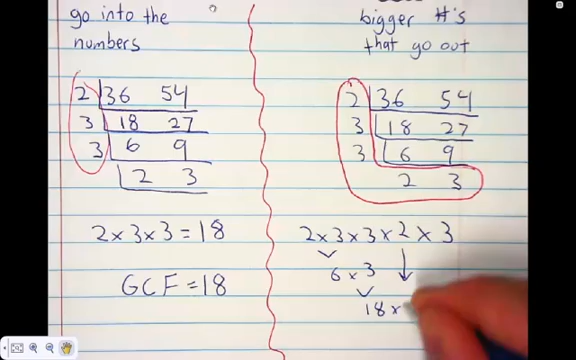 go into the
numbers
2 36 54
3 18 27
3 6 9
2 3
2×3×3=18
GCF=18
bigger #'s
that go out
2 36 54
3 18 27
3 6 9
2 3
2×3×3×2×3
6×3
18×